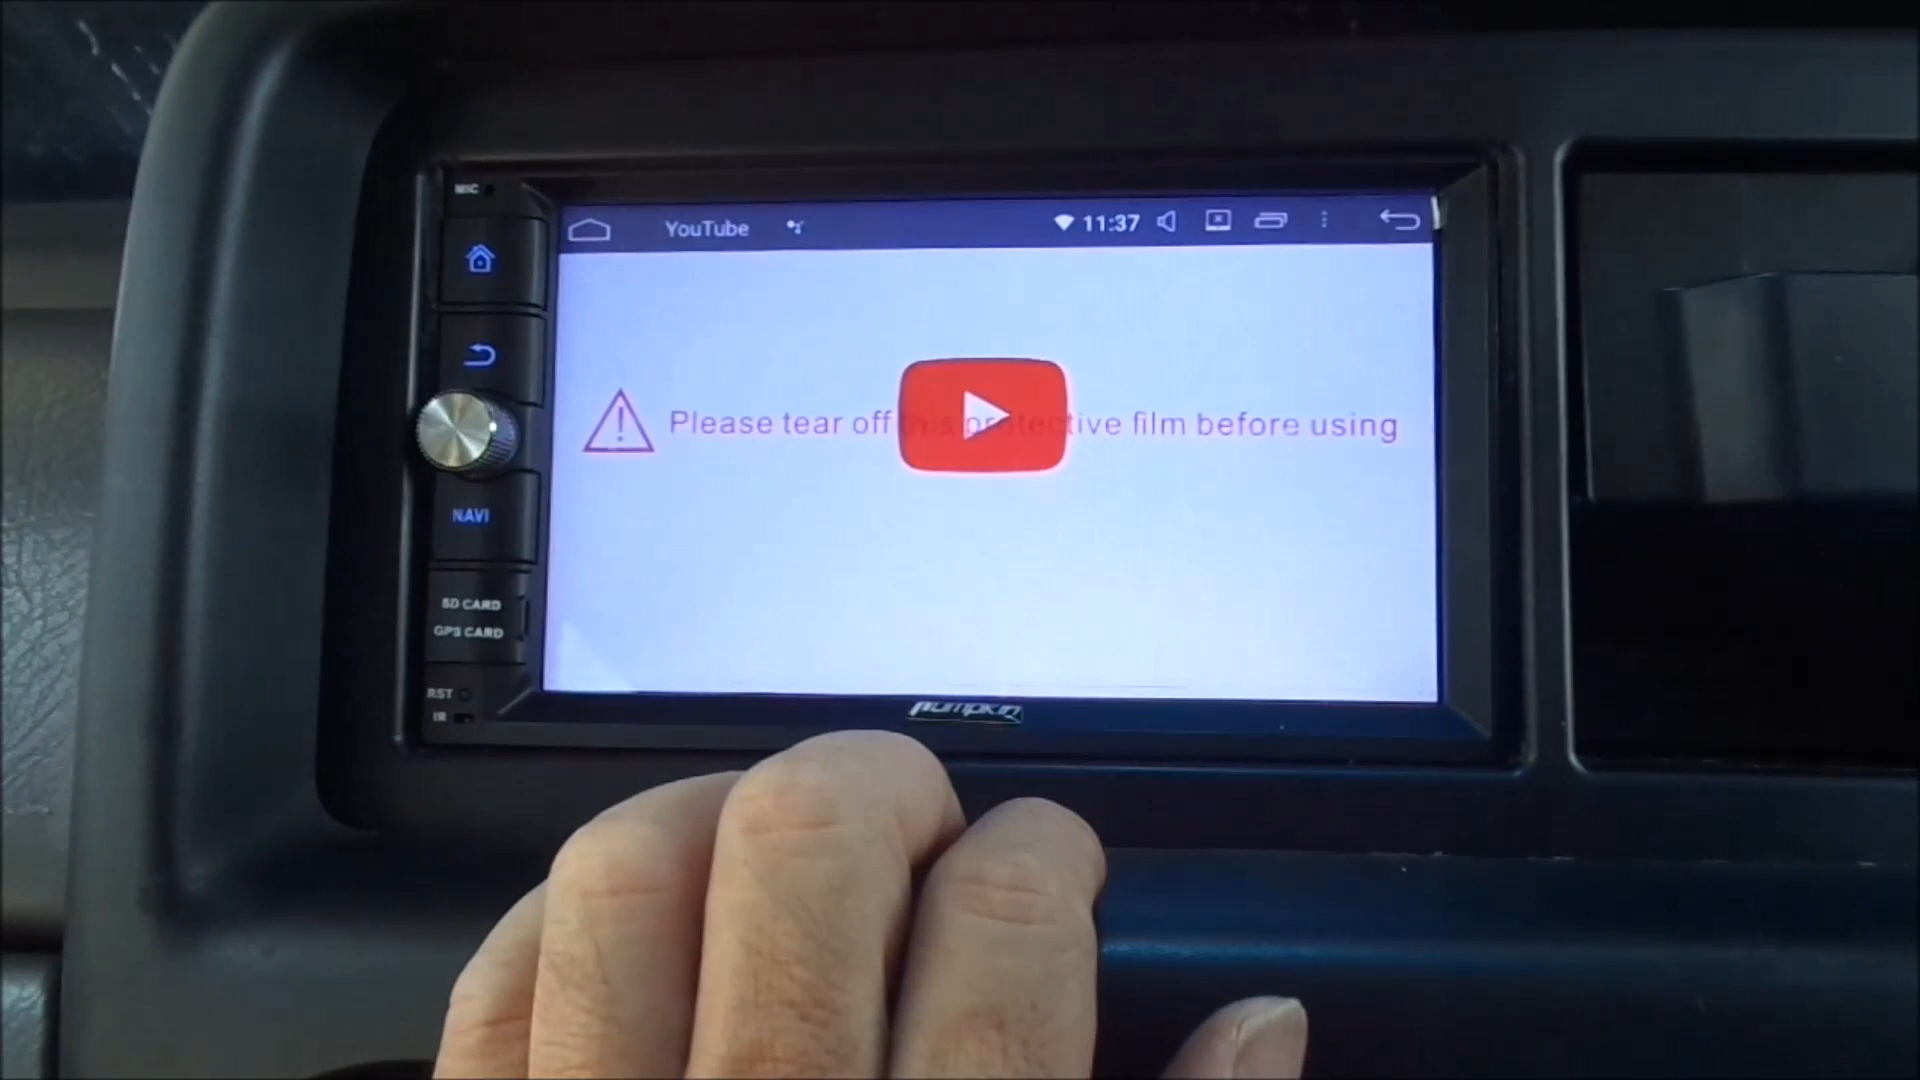 MIC
YouTube
11:37
Please tear off this protective film before using
NAVI
SD CARD
GPS CARD
RST
IR
PUMPKIN